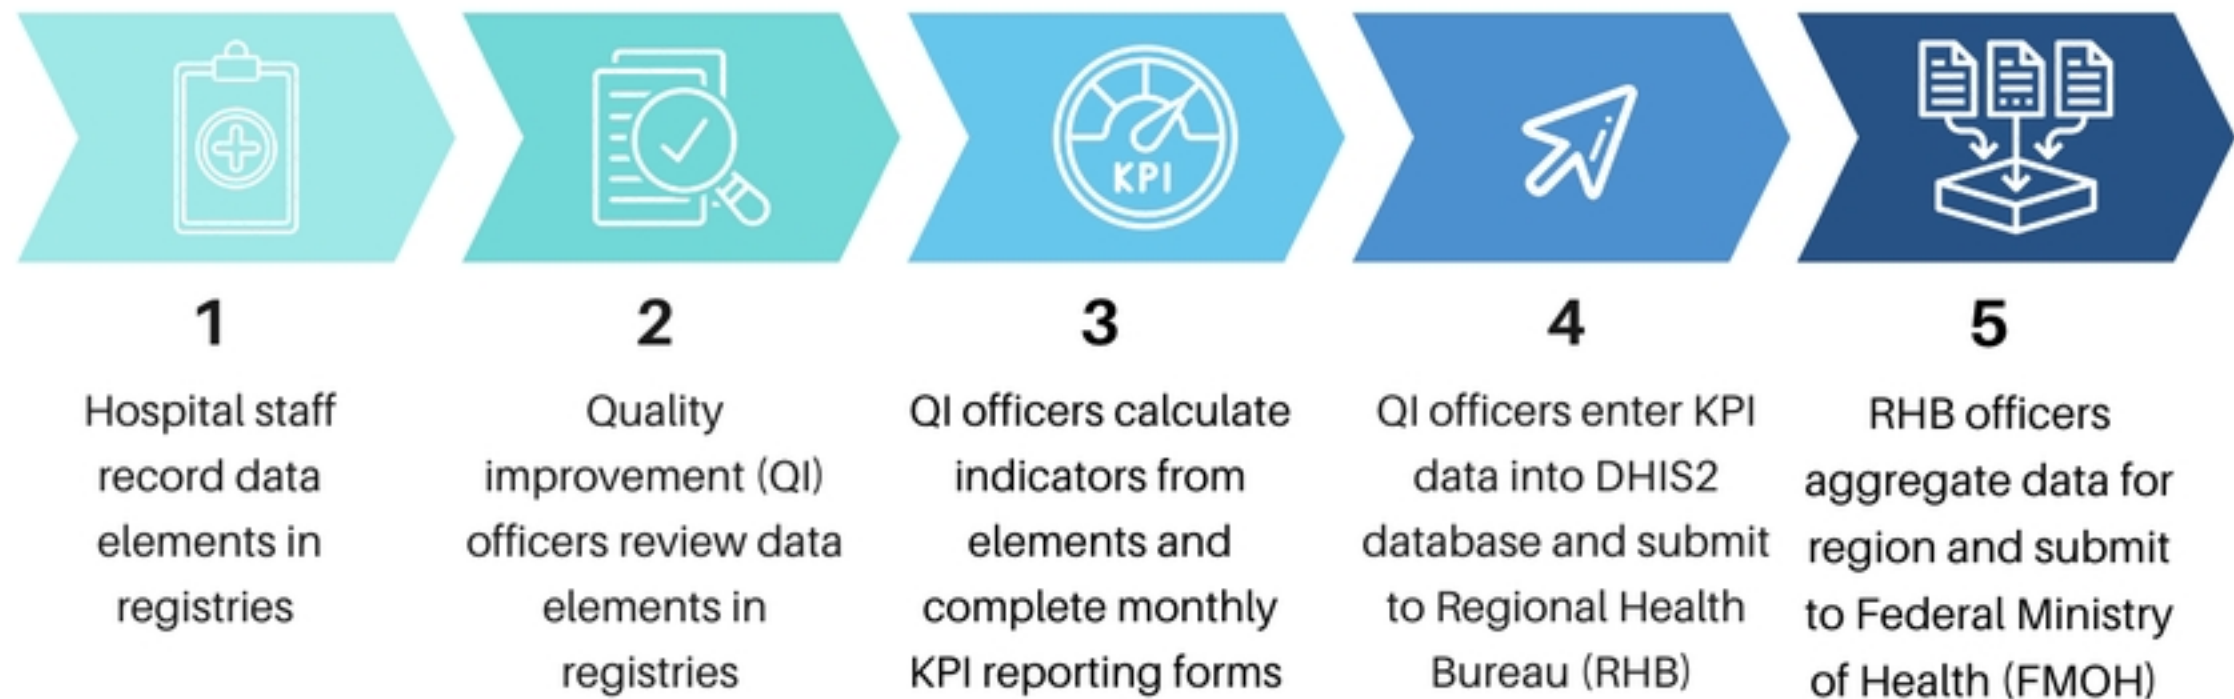 KPI
1
Hospital staff
record data
elements in
registries
2
Quality
improvement (QI)
officers review data
elements in
registries
3
QI officers calculate
indicators from
elements and
complete monthly
KPI reporting forms
4
QI officers enter KPI
data into DHIS2
database and submit
to Regional Health
Bureau (RHB)
5
RHB officers
aggregate data for
region and submit
to Federal Ministry
of Health (FMOH)